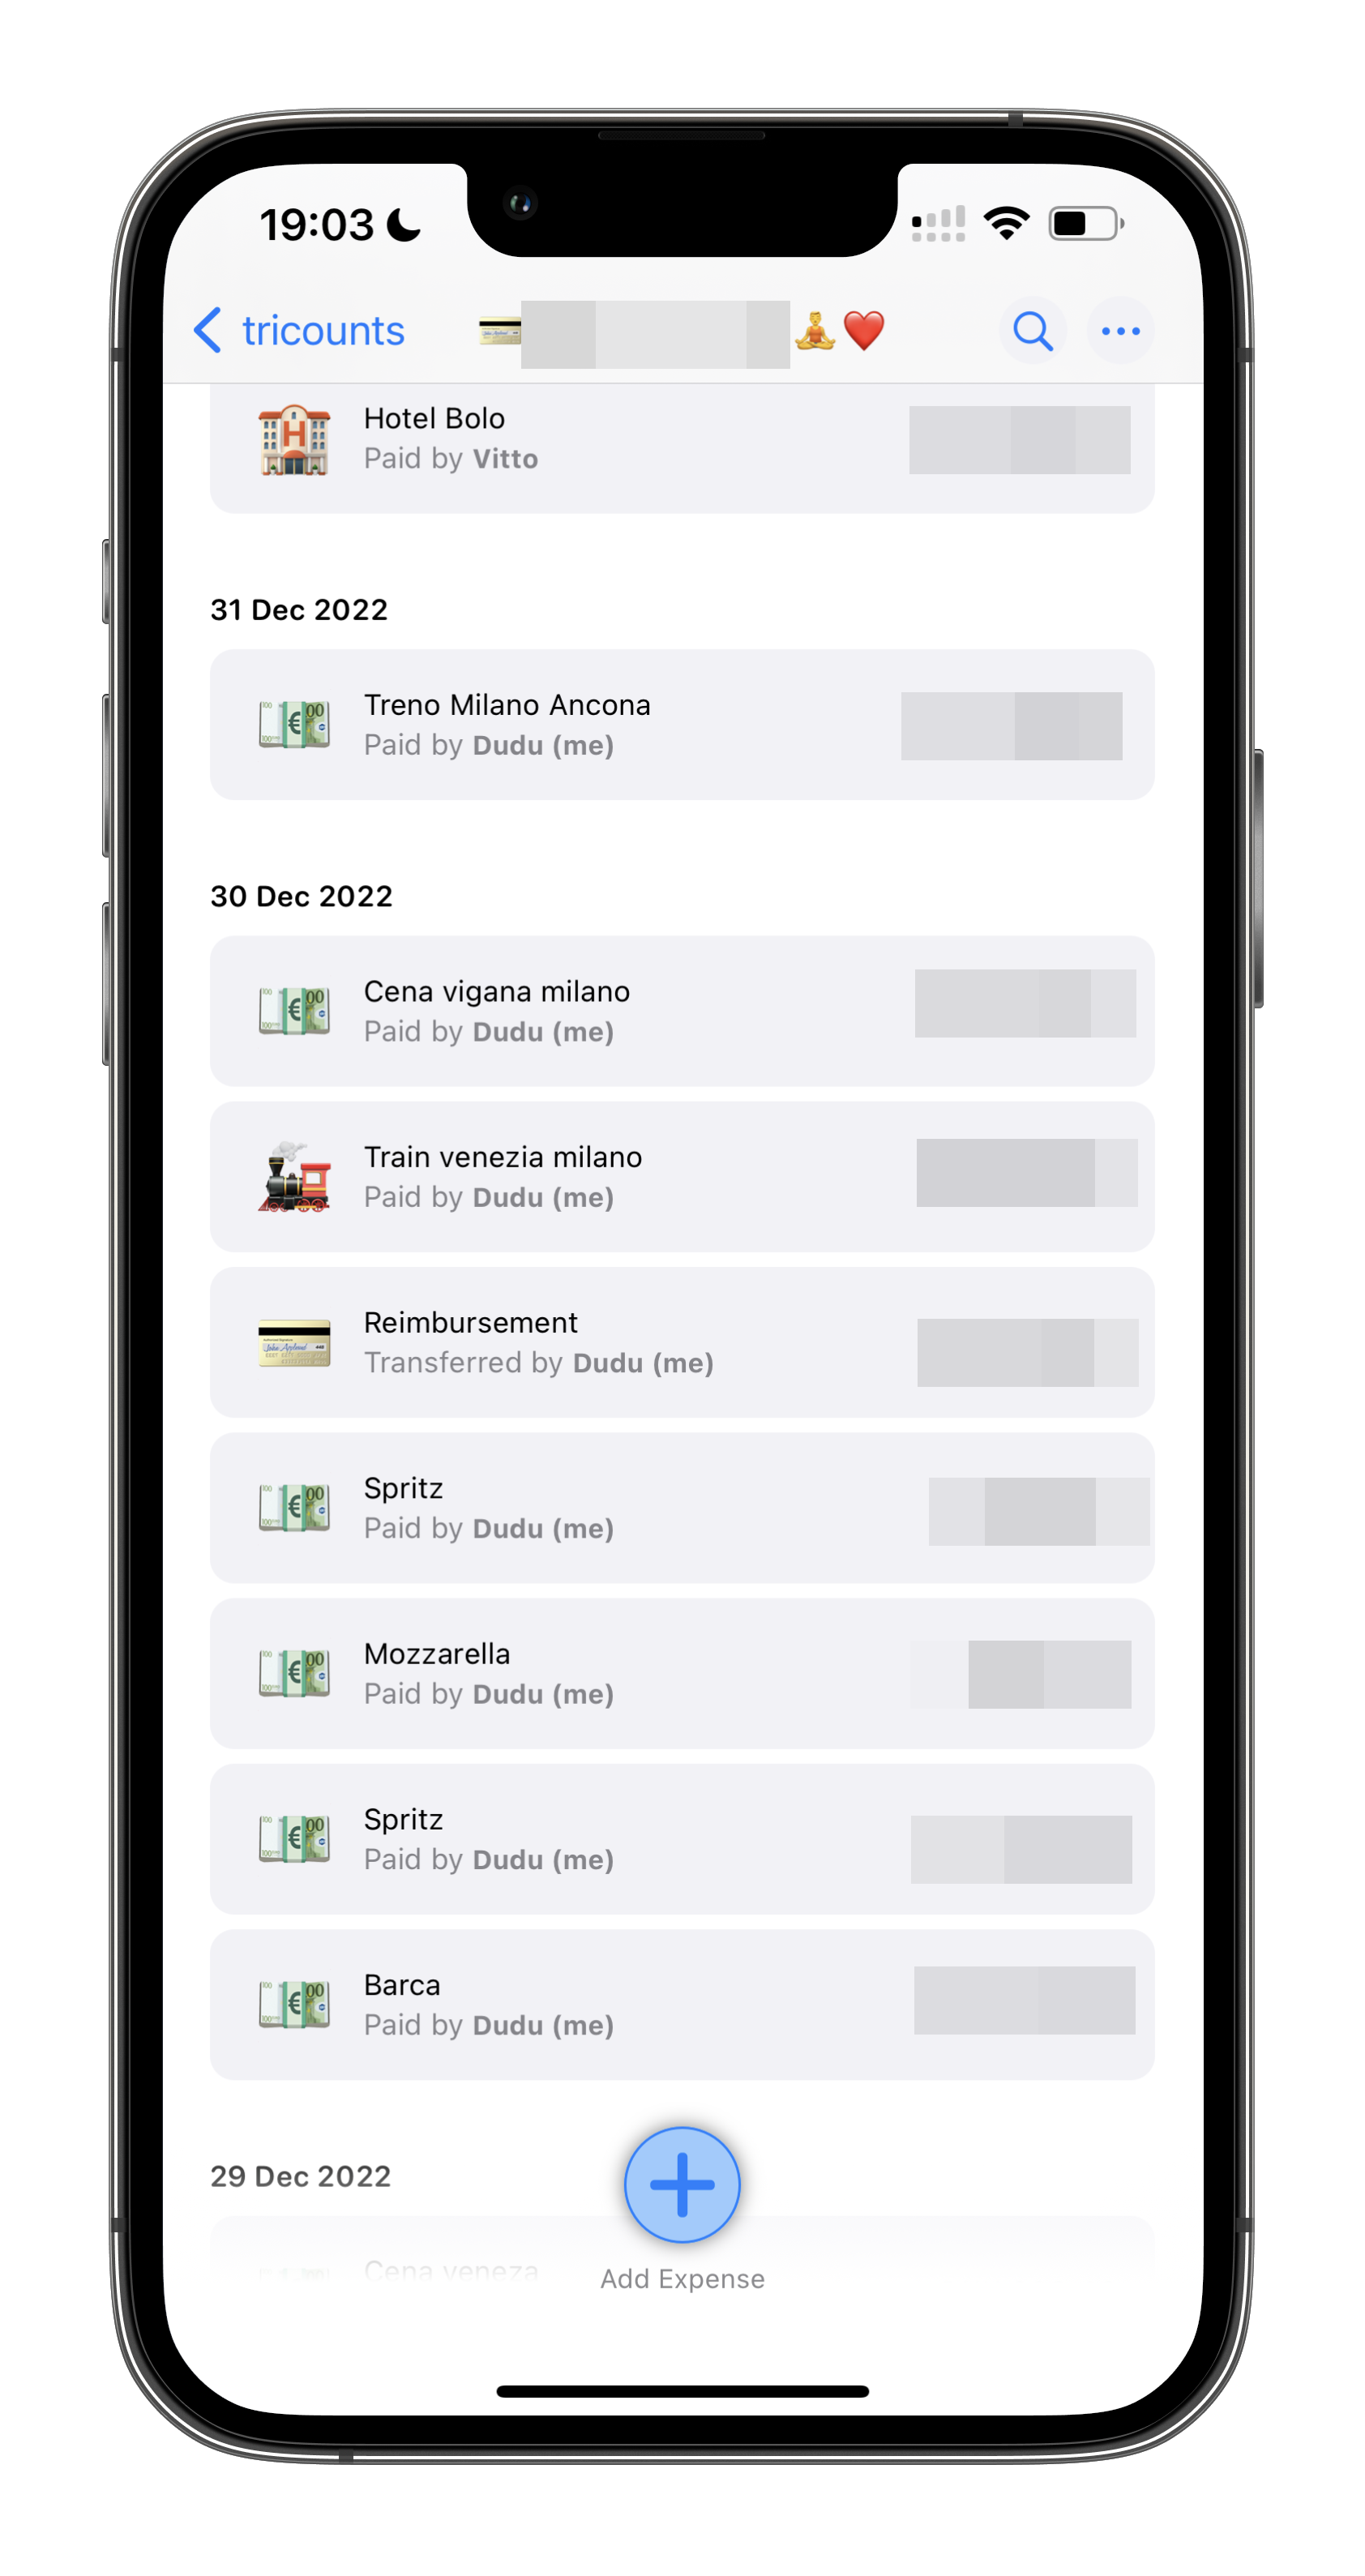 19:03
tricounts
Hotel Bolo
Paid by Vitto
31 Dec 2022
Treno Milano Ancona
Paid by Dudu (me)
30 Dec 2022
Cena vigana milano
Paid by Dudu (me)
Train venezia milano
Paid by Dudu (me)
Reimbursement
Transferred by Dudu (me)
Spritz
Paid by Dudu (me)
Mozzarella
Paid by Dudu (me)
Spritz
Paid by Dudu (me)
Barca
Paid by Dudu (me)
29 Dec 2022
Cena veneza
Add Expense